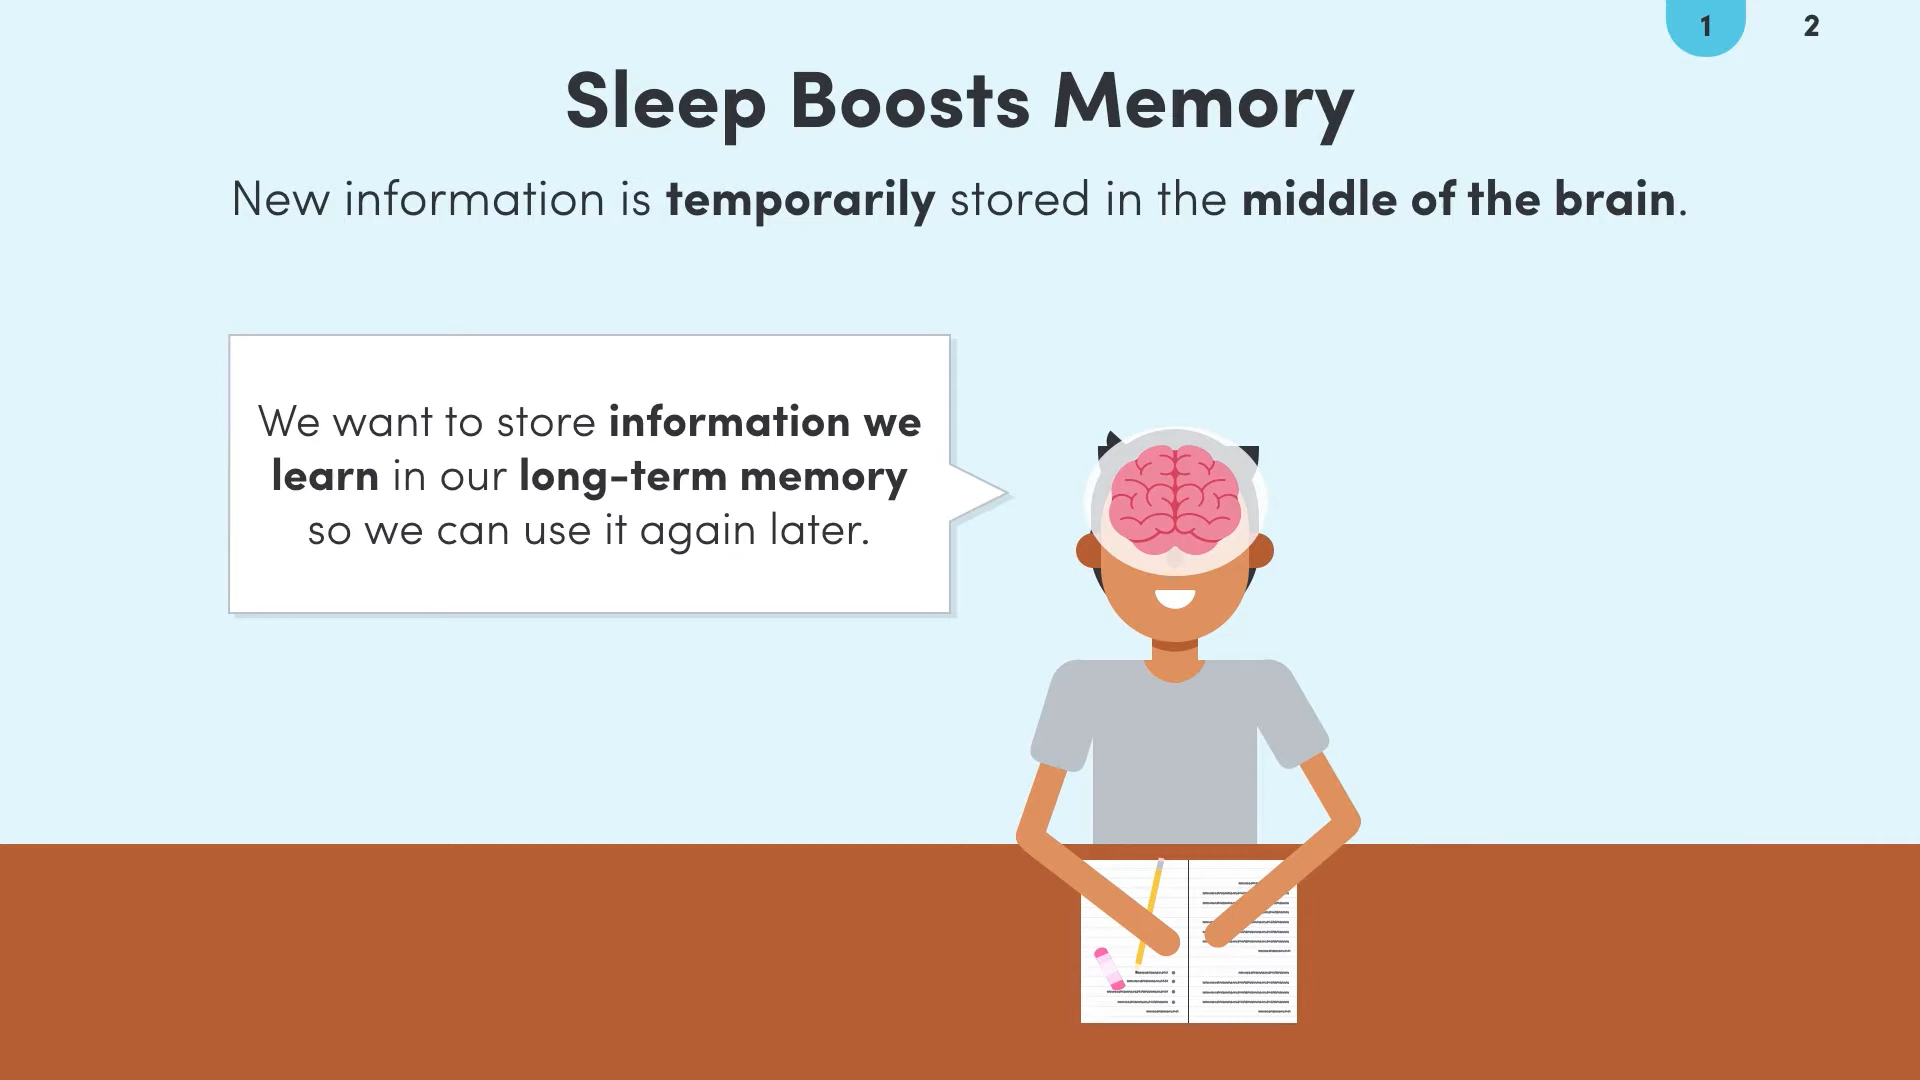 1 2
Sleep Boosts Memory
New information is temporarily stored in the middle of the brain.
We want to store information we
learn in our long-term memory
so we can use it again later.